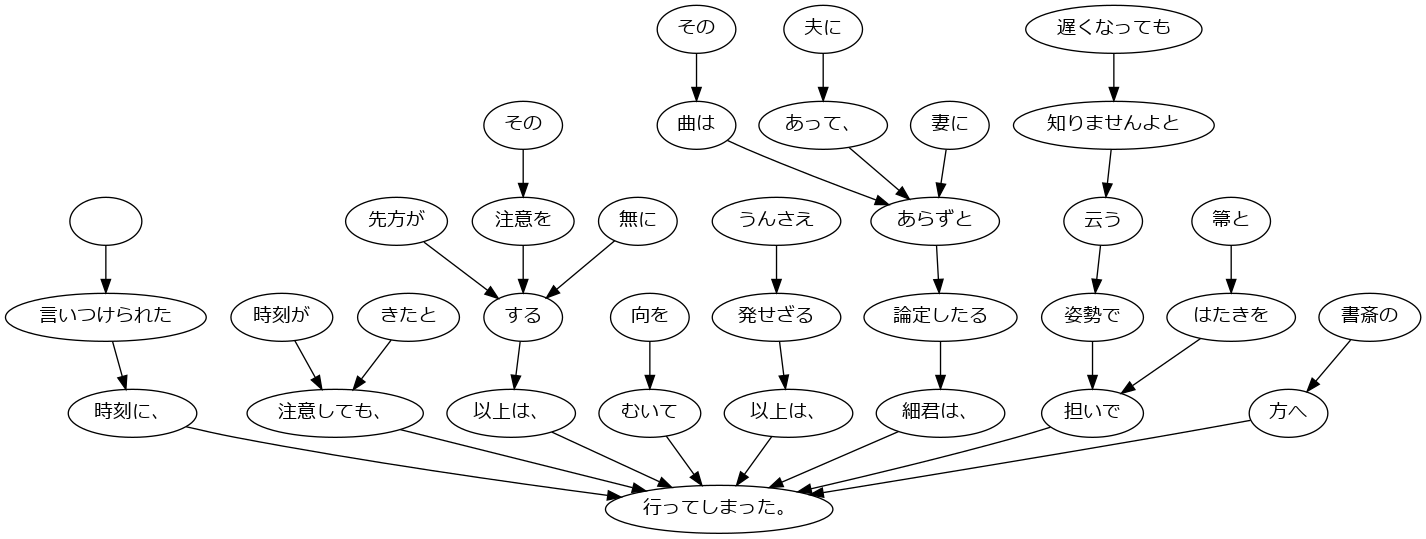 その 夫に 遅くなっても
その 曲は あって、 妻に 知りませんよと
先方が 注意を 無に うんさえ あらずと 云う 箒と
言いつけられた 時刻が きたと する 向を 発せざる 論定したる 姿勢で はたきを 書斎の
時刻に、 注意しても、 以上は、 むいて 以上は、 細君は、 担いで 方へ
行ってしまった。